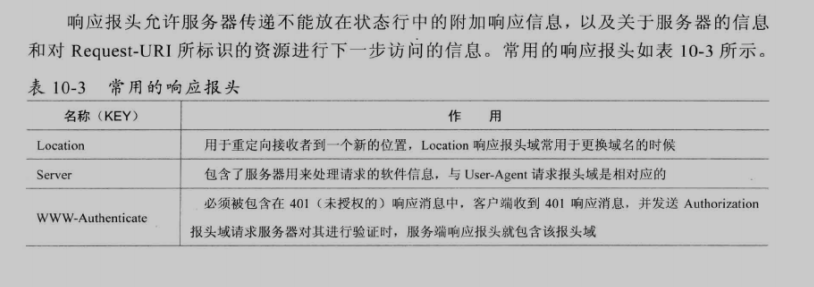 响应报头允许服务器传递不能放在状态行中的附加响应信息，以及关于服务器的信息
和对 Request-URI 所标识的资源进行下一步访问的信息。常用的响应报头如表 10-3 所示。
表 10-3 常用的响应报头
名称（KEY） 作 用
Location 用于重定向接收者到一个新的位置，Location 响应报头域常用于更换域名的时候
Server 包含了服务器用来处理请求的软件信息，与 User-Agent 请求报头域是相对应的
WWW-Authenticate 必须被包含在 401（未授权的）响应消息中，客户端收到 401 响应消息，并发送 Authorization
报头域请求服务器对其进行验证时，服务端响应报头就包含该报头域